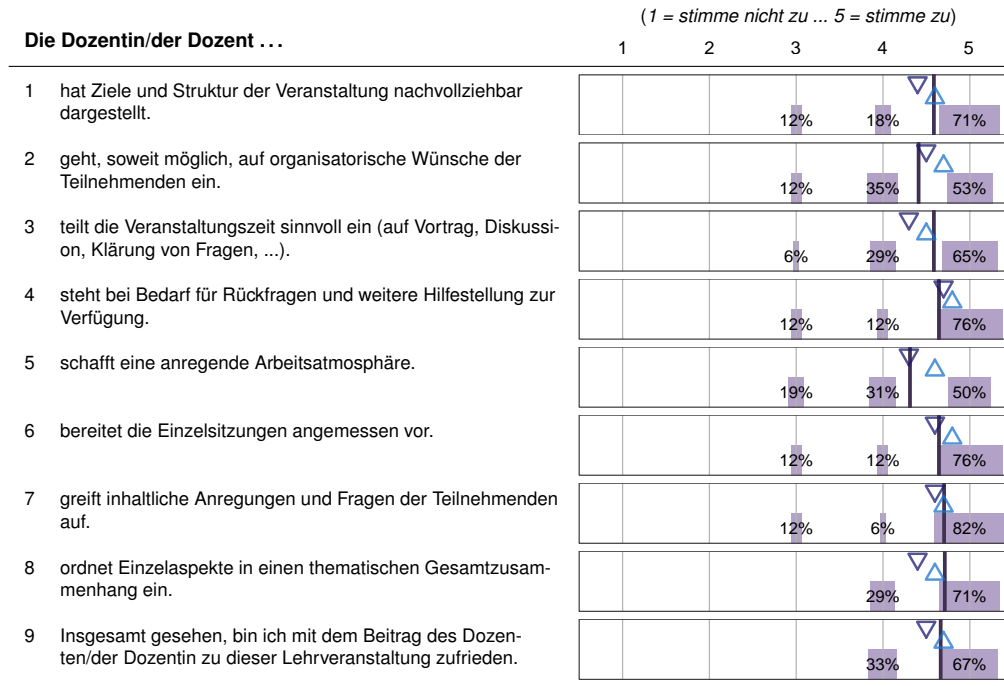 (1 = stimme nicht zu ... 5 = stimme zu)
Die Dozentin/der Dozent . . .
1 2 3 4 5
1 hat Ziele und Struktur der Veranstaltung nachvollziehbar
dargestellt.
12% 18% 71%
2 geht, soweit möglich, auf organisatorische Wünsche der
Teilnehmenden ein.
12% 35% 53%
3 teilt die Veranstaltungszeit sinnvoll ein (auf Vortrag, Diskussi-
on, Klärung von Fragen, ...).
6% 29% 65%
4 steht bei Bedarf für Rückfragen und weitere Hilfestellung zur
Verfügung.
12% 12% 76%
5 schafft eine anregende Arbeitsatmosphäre.
19% 31% 50%
6 bereitet die Einzelsitzungen angemessen vor.
12% 12% 76%
7 greift inhaltliche Anregungen und Fragen der Teilnehmenden
auf.
12% 6% 82%
8 ordnet Einzelaspekte in einen thematischen Gesamtzusam-
menhang ein.
29% 71%
9 Insgesamt gesehen, bin ich mit dem Beitrag des Dozen-
ten/der Dozentin zu dieser Lehrveranstaltung zufrieden.
33% 67%